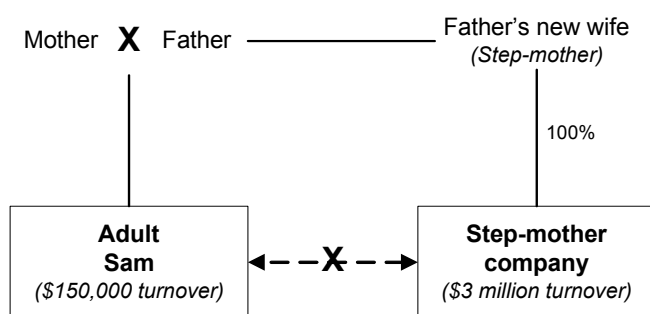 Mother X Father
Father's new wife
(Step-mother)
100%
Adult
Sam
($150,000 turnover)
X
Step-mother
company
($3 million turnover)